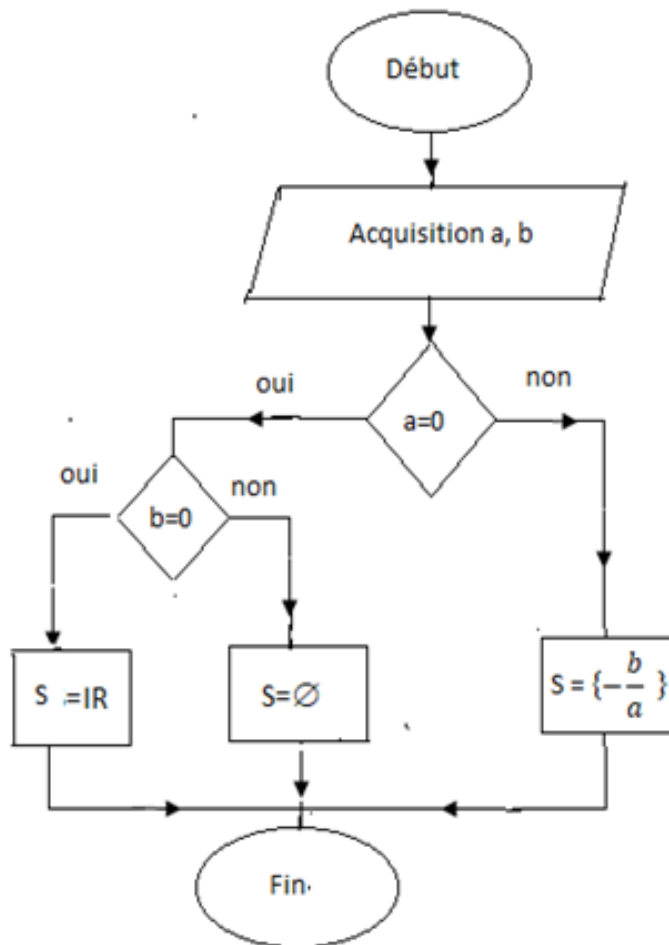 Début
Acquisition a, b
oui
non
a=0
oui
non
b=0
S =IR
S=∅
S = {-b/a}
Fin